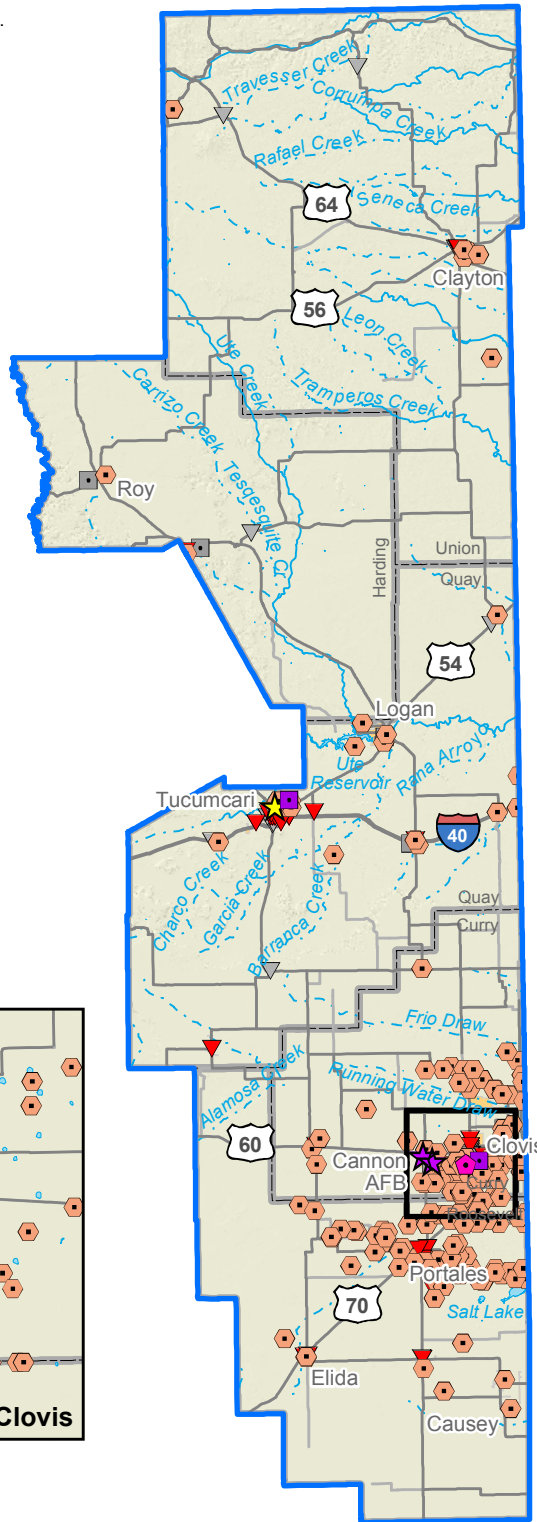 Travesser Creek
Corrumpa Creek
Rafael Creek
64
Seneca Creek
Clayton
56
Leon Creek
Ute Creek
Carrizo Creek
Tramperos Creek
Tesqesquite Cr.
Roy
Harding
Union
Quay
54
Logan
Ute
Reservoir
Rana Arroyo
Tucumcari
40
Charco Creek
Garcia Creek
Barranca Creek
Quay
Curry
Frio Draw
Running Water Draw
Alamosa Creek
60
Clovis
Cannon
AFB
Curry
Roosevelt
Portales
70
Salt Lake
Elida
Clovis
Causey